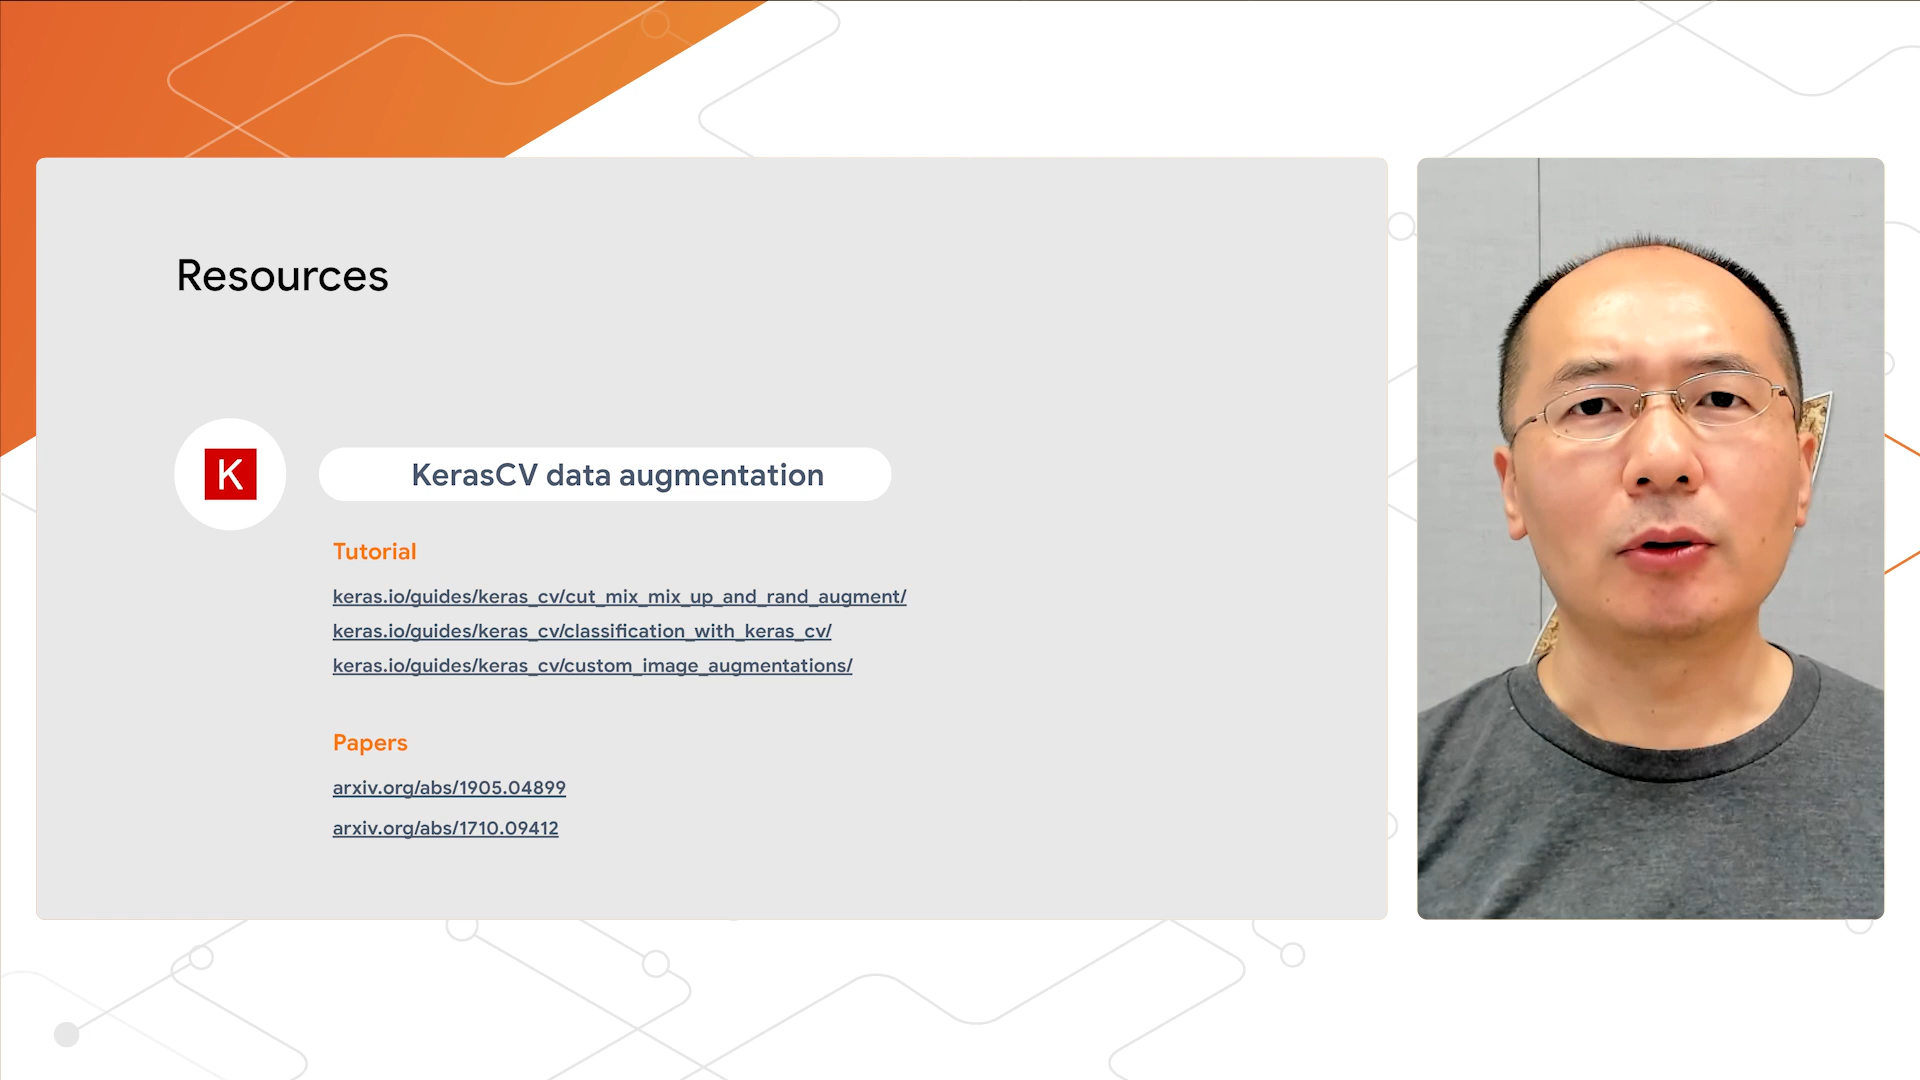 Resources
K
KerasCV data augmentation
Tutorial
keras.io/guides/keras_cv/cut_mix_mix_up_and_rand_augment/
keras.io/guides/keras_cv/classification_with_keras_cv/
keras.io/guides/keras_cv/custom_image_augmentations/
Papers
arxiv.org/abs/1905.04899
arxiv.org/abs/1710.09412